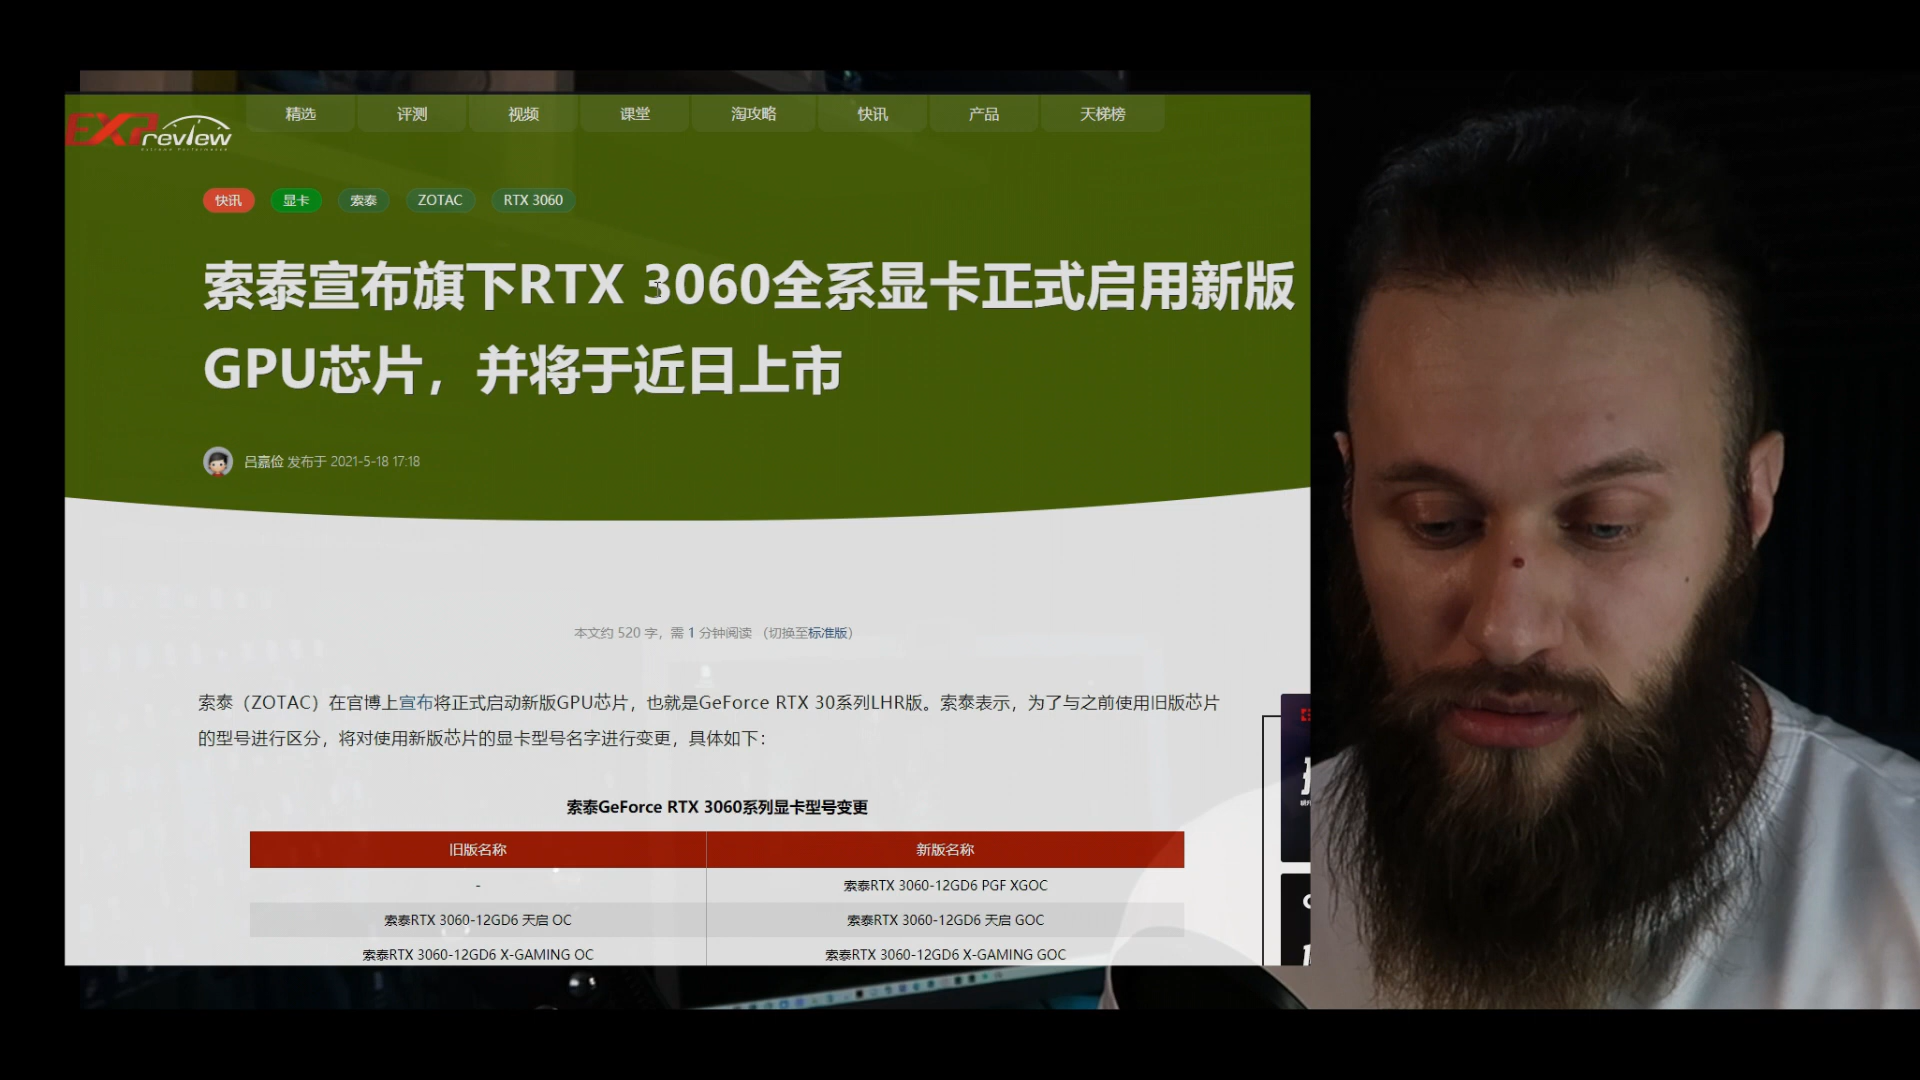 EXPreview
精选 评测 视频 课堂 淘攻略 快讯 产品 天梯榜
快讯 显卡 索泰 ZOTAC RTX 3060
索泰宣布旗下RTX 3060全系显卡正式启用新版
GPU芯片，并将于近日上市
吕嘉俭 发布于 2021-5-18 17:18
本文约 520 字，需 1 分钟阅读 （切换至标准版）
索泰（ZOTAC）在官博上宣布将正式启动新版GPU芯片，也就是GeForce RTX 30系列LHR版。索泰表示，为了与之前使用旧版芯片
的型号进行区分，将对使用新版芯片的显卡型号名字进行变更，具体如下：
索泰GeForce RTX 3060系列显卡型号变更
旧版名称 新版名称
- 索泰RTX 3060-12GD6 PGF XGOC
索泰RTX 3060-12GD6 天启 OC 索泰RTX 3060-12GD6 天启 GOC
索泰RTX 3060-12GD6 X-GAMING OC 索泰RTX 3060-12GD6 X-GAMING GOC